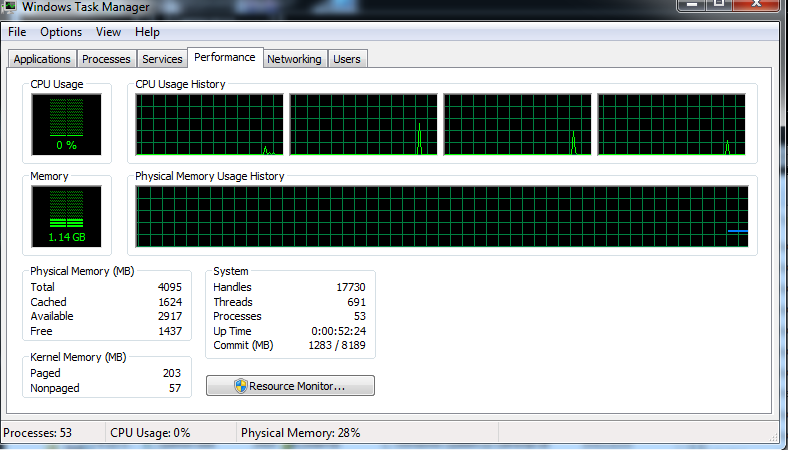 Windows Task Manager
File Options View Help
Applications Processes Services Performance Networking Users
CPU Usage CPU Usage History
0 %
Memory Physical Memory Usage History
1.14 GB
Physical Memory (MB)
Total 4095
Cached 1624
Available 2917
Free 1437
Kernel Memory (MB)
Paged 203
Nonpaged 57
System
Handles 17730
Threads 691
Processes 53
Up Time 0:00:52:24
Commit (MB) 1283 / 8189
Resource Monitor...
Processes: 53 CPU Usage: 0% Physical Memory: 28%